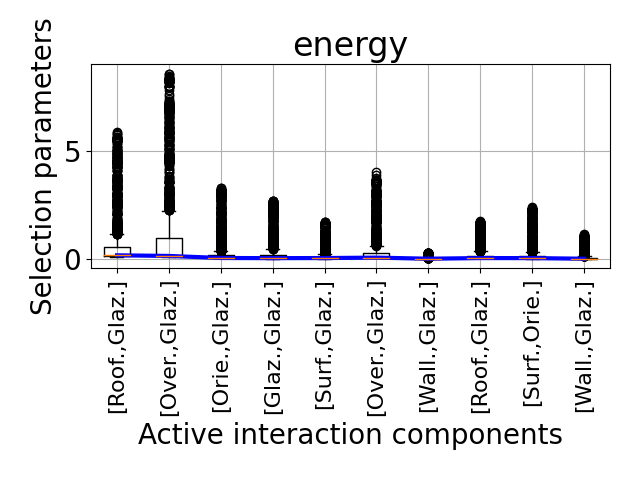 energy
Selection parameters
5
0
[Roof.,Glaz.]
[Over.,Glaz.]
[Orie.,Glaz.]
[Glaz.,Glaz.]
[Surf.,Glaz.]
[Over.,Glaz.]
[Wall.,Glaz.]
[Roof.,Glaz.]
[Surf.,Orie.]
[Wall.,Glaz.]
Active interaction components